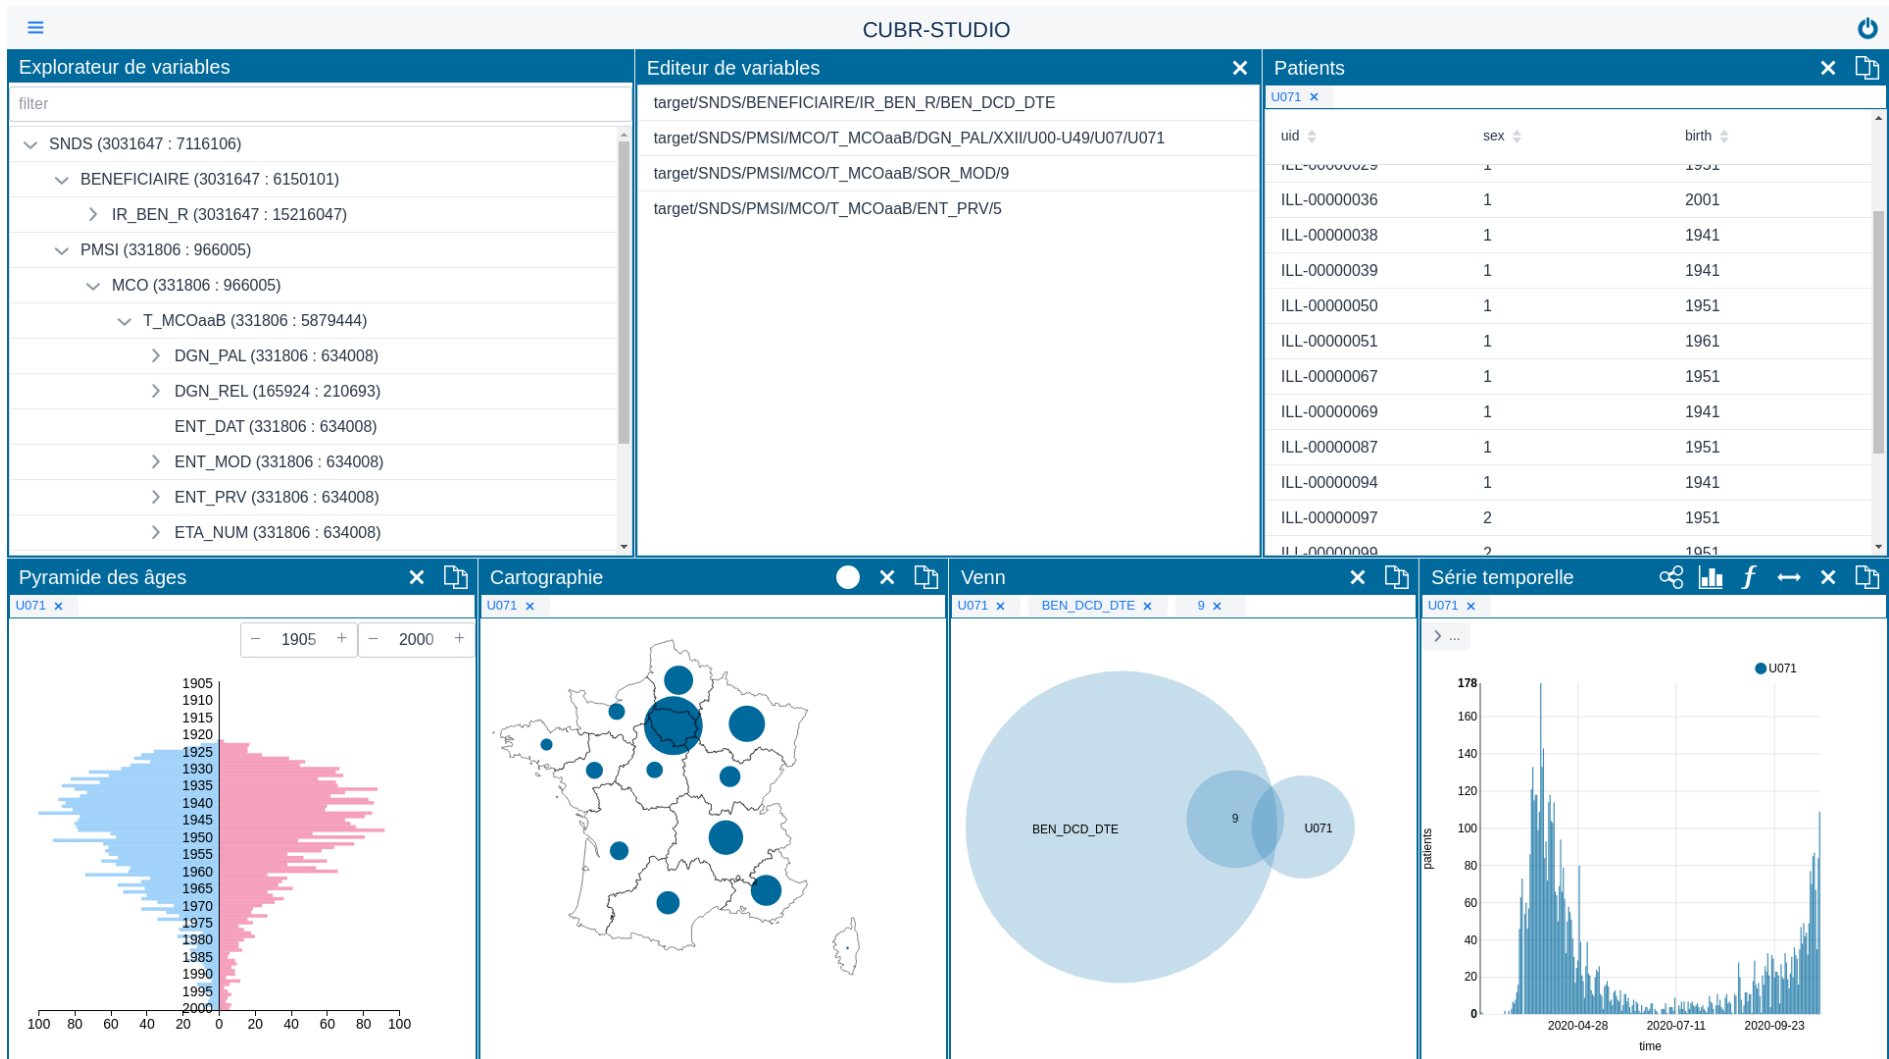 CUBR-STUDIO
Explorateur de variables
filter
SNDS (3031647 : 7116106)
BENEFICIAIRE (3031647 : 6150101)
IR_BEN_R (3031647 : 15216047)
PMSI (331806 : 966005)
MCO (331806 : 966005)
T_MCOaaB (331806 : 5879444)
DGN_PAL (331806 : 634008)
DGN_REL (165924 : 210693)
ENT_DAT (331806 : 634008)
ENT_MOD (331806 : 634008)
ENT_PRV (331806 : 634008)
ETA_NUM (331806 : 634008)
Editeur de variables
target/SNDS/BENEFICIAIRE/IR_BEN_R/BEN_DCD_DTE
target/SNDS/PMSI/MCO/T_MCOaaB/DGN_PAL/XXII/U00-U49/U07/U071
target/SNDS/PMSI/MCO/T_MCOaaB/SOR_MOD/9
target/SNDS/PMSI/MCO/T_MCOaaB/ENT_PRV/5
Patients
U071
uid sex birth
ILL-00000029 1 1951
ILL-00000036 1 2001
ILL-00000038 1 1941
ILL-00000039 1 1941
ILL-00000050 1 1951
ILL-00000051 1 1961
ILL-00000067 1 1951
ILL-00000069 1 1941
ILL-00000087 1 1951
ILL-00000094 1 1941
ILL-00000097 2 1951
ILL-00000099 2 1951
Pyramide des âges
U071
1905 2000
1905
1910
1915
1920
1925
1930
1935
1940
1945
1950
1955
1960
1965
1970
1975
1980
1985
1990
1995
2000
100 80 60 40 20 0 20 40 60 80 100
Cartographie
U071
Venn
U071 BEN_DCD_DTE 9
BEN_DCD_DTE
9
U071
Série temporelle
U071
...
U071
178
160
140
120
100
80
60
40
20
0
patients
2020-04-28 2020-07-11 2020-09-23
time